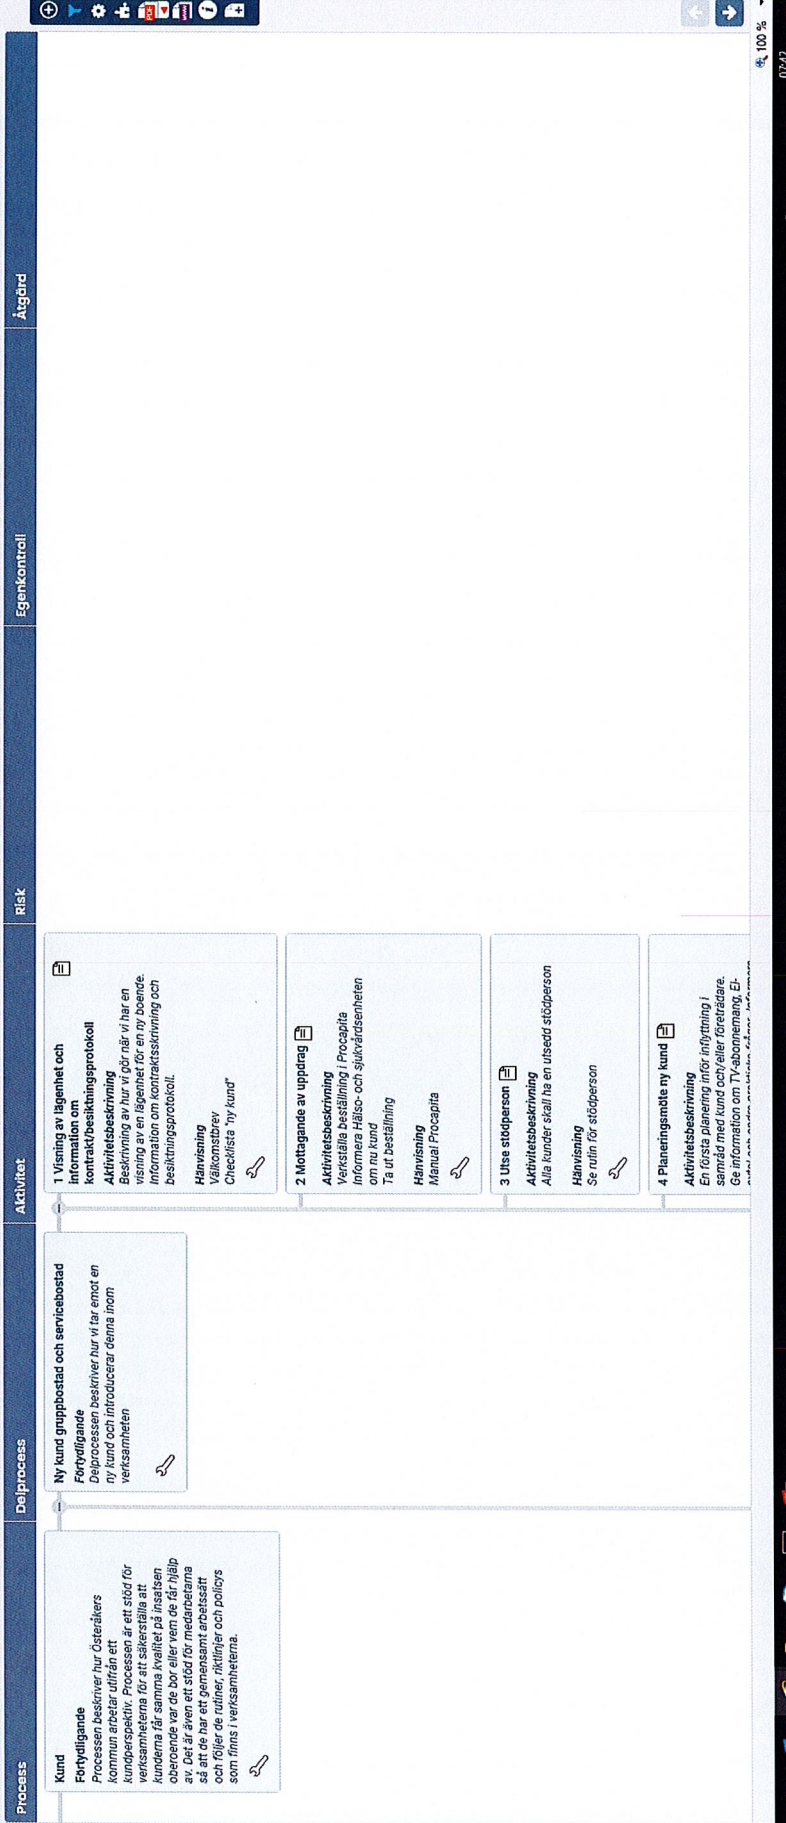 Process
Delprocess
Aktivitet
Risk
Egenkontroll
Åtgärd
Kund
Förtydligande
Processen beskriver hur Österåkers
kommun arbetar utifrån ett
kundperspektiv. Processen är ett stöd för
verksamheterna för att säkerställa att
kunderna får samma kvalitet på insatsen
oberoende var de bor eller vem de får hjälp
av. Det är även ett stöd för medarbetarna
så att de har ett gemensamt arbetssätt
och följer de rutiner, riktlinjer och policys
som finns i verksamheterna.
Ny kund gruppbostad och servicebostad
Förtydligande
Delprocessen beskriver hur vi tar emot en
ny kund och introducerar denna inom
verksamheten
1 Visning av lägenhet och
information om
kontrakt/besiktningsprotokoll
Aktivitetsbeskrivning
Beskrivning av hur vi gör när vi har en
visning av en lägenhet för en ny boende.
Information om kontraktsskrivning och
besiktningsprotokoll.
Hänvisning
Välkomstbrev
Checklista "ny kund"
2 Mottagande av uppdrag
Aktivitetsbeskrivning
Verkställa beställning i Procapita
Informera Hälso- och sjukvårdsenheten
om nu kund
Ta ut beställning
Hänvisning
Manual Procapita
3 Utse stödperson
Aktivitetsbeskrivning
Alla kunder skall ha en utsedd stödperson
Hänvisning
Se rutin för stödperson
4 Planeringsmöte ny kund
Aktivitetsbeskrivning
En första planering inför inflyttning i
samråd med kund och/eller företrädare.
Ge information om TV-abonnemang, El-
PDF
100 %
07:42